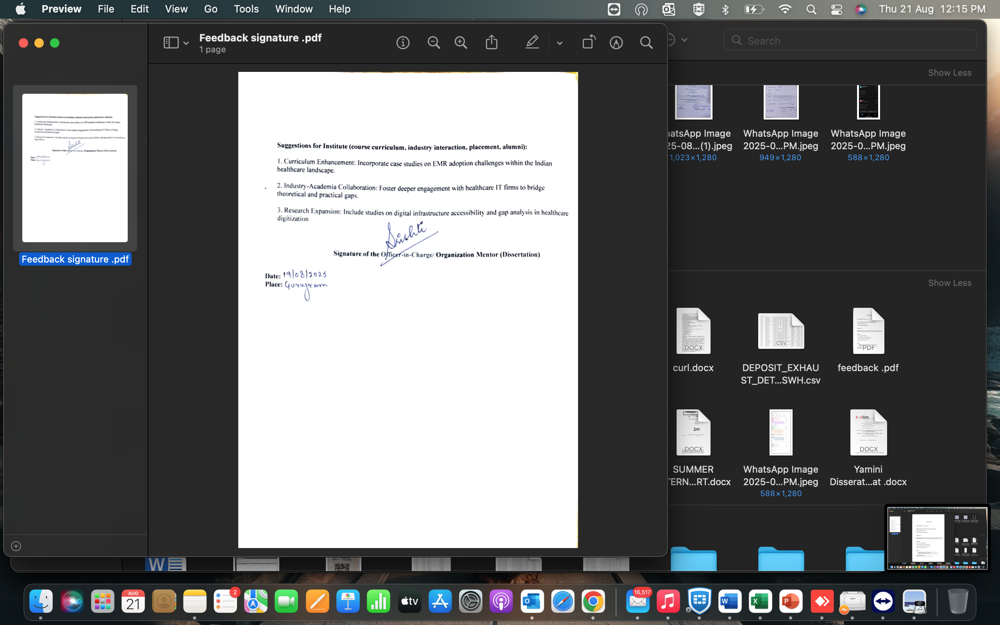 Preview File Edit View Go Tools Window Help
Thu 21 Aug 12:15 PM
Feedback signature .pdf
1 page
Search
Show Less
Suggestions for Institute (course curriculum, industry interaction, placement, alumni):
1. Curriculum Enhancement: Incorporate case studies on EMR adoption challenges within the Indian
healthcare landscape.
2. Industry-Academia Collaboration: Foster deeper engagement with healthcare IT firms to bridge
theoretical and practical gaps.
3. Research Expansion: Include studies on digital infrastructure accessibility and gap analysis in healthcare
digitization
Signature of the Officer-in-Charge/ Organization Mentor (Dissertation)
Date: 19/08/2025
Place: Gurugram
Feedback signature .pdf
WhatsApp Image
WhatsApp Image
25-08...(1).jpeg
2025-0...PM.jpeg
2025-0...PM.jpeg
1,023×1,280
949×1,280
588×1,280
Show Less
DOCX
CSV
PDF
curl.docx
DEPOSIT_EXHAU
ST_DET...SWH.csv
feedback .pdf
DOCX
DOCX
SUMMER
TERN...RT.docx
WhatsApp Image
2025-0...PM.jpeg
588×1,280
Yamini
Disserat...at .docx
W
AUG
21
2
tv
16,517
W
X
P